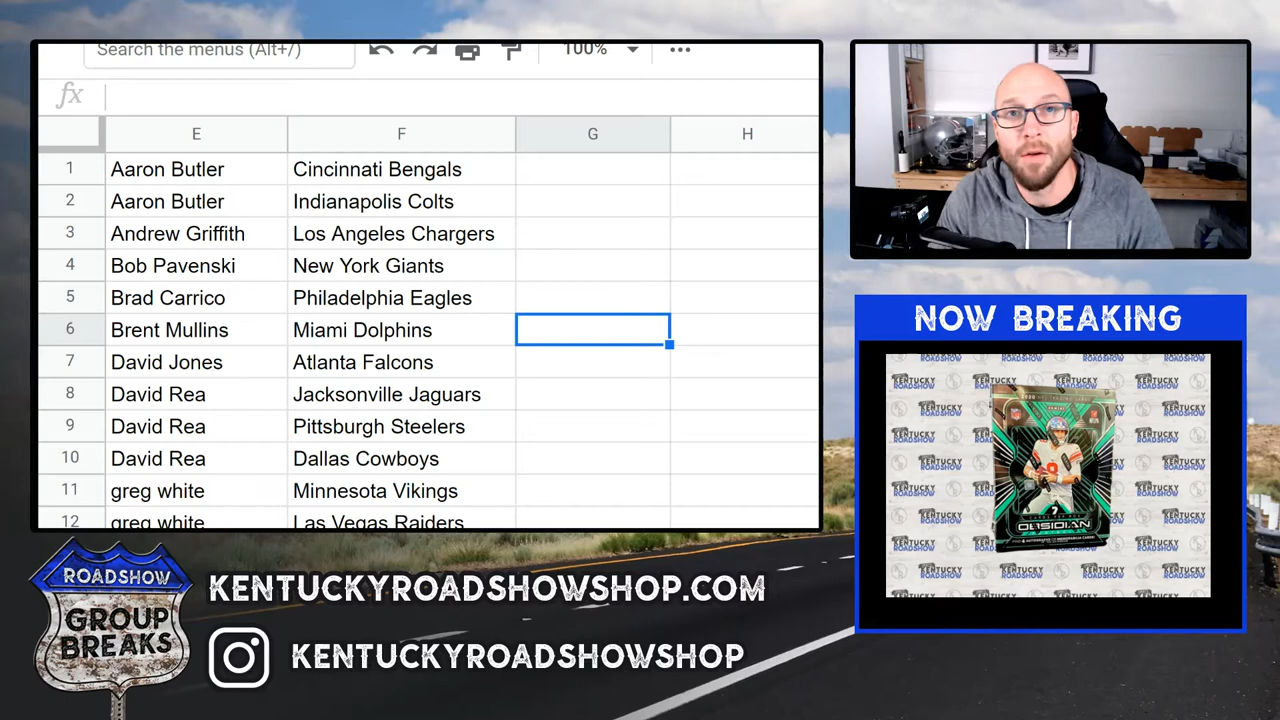 Search the menus (Alt+/)
100%
fx
E F G H
1 Aaron Butler Cincinnati Bengals
2 Aaron Butler Indianapolis Colts
3 Andrew Griffith Los Angeles Chargers
4 Bob Pavenski New York Giants
5 Brad Carrico Philadelphia Eagles
6 Brent Mullins Miami Dolphins
7 David Jones Atlanta Falcons
8 David Rea Jacksonville Jaguars
9 David Rea Pittsburgh Steelers
10 David Rea Dallas Cowboys
11 greg white Minnesota Vikings
12 greg white Las Vegas Raiders
NOW BREAKING
KENTUCKY
ROADSHOW
7
OBSIDIAN
ROADSHOW
GROUP
BREAKS
KENTUCKYROADSHOWSHOP.COM
KENTUCKYROADSHOWSHOP